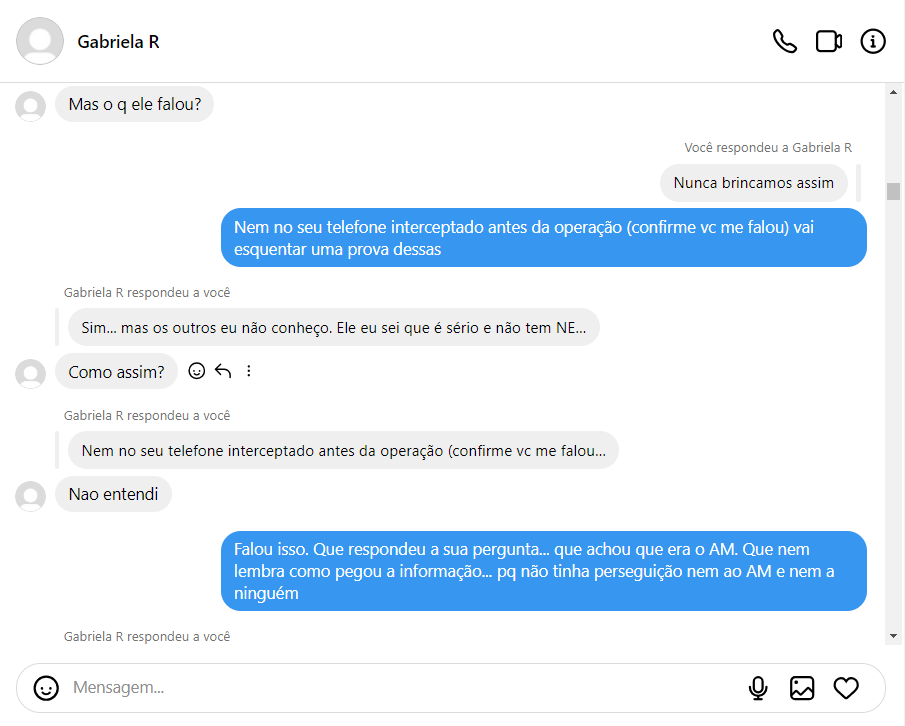 Gabriela R
Mas o q ele falou?
Você respondeu a Gabriela R
Nunca brincamos assim
Nem no seu telefone interceptado antes da operação (confirme vc me falou) vai
esquentar uma prova dessas
Gabriela R respondeu a você
Sim... mas os outros eu não conheço. Ele eu sei que é sério e não tem NE...
Como assim?
Gabriela R respondeu a você
Nem no seu telefone interceptado antes da operação (confirme vc me falou...
Nao entendi
Falou isso. Que respondeu a sua pergunta... que achou que era o AM. Que nem
lembra como pegou a informação... pq não tinha perseguição nem ao AM e nem a
ninguém
Gabriela R respondeu a você
Mensagem...